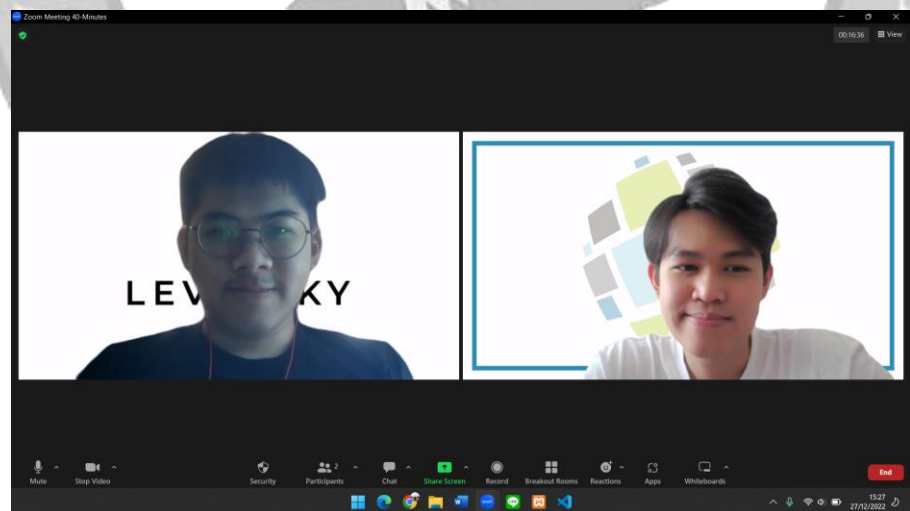 Zoom Meeting 40-Minutes
00:16:36 View
LEV KY
Mute
Stop Video
Security
Participants
2
Chat
Share Screen
Record
Breakout Rooms
Reactions
Apps
Whiteboards
End
15:27
27/12/2022